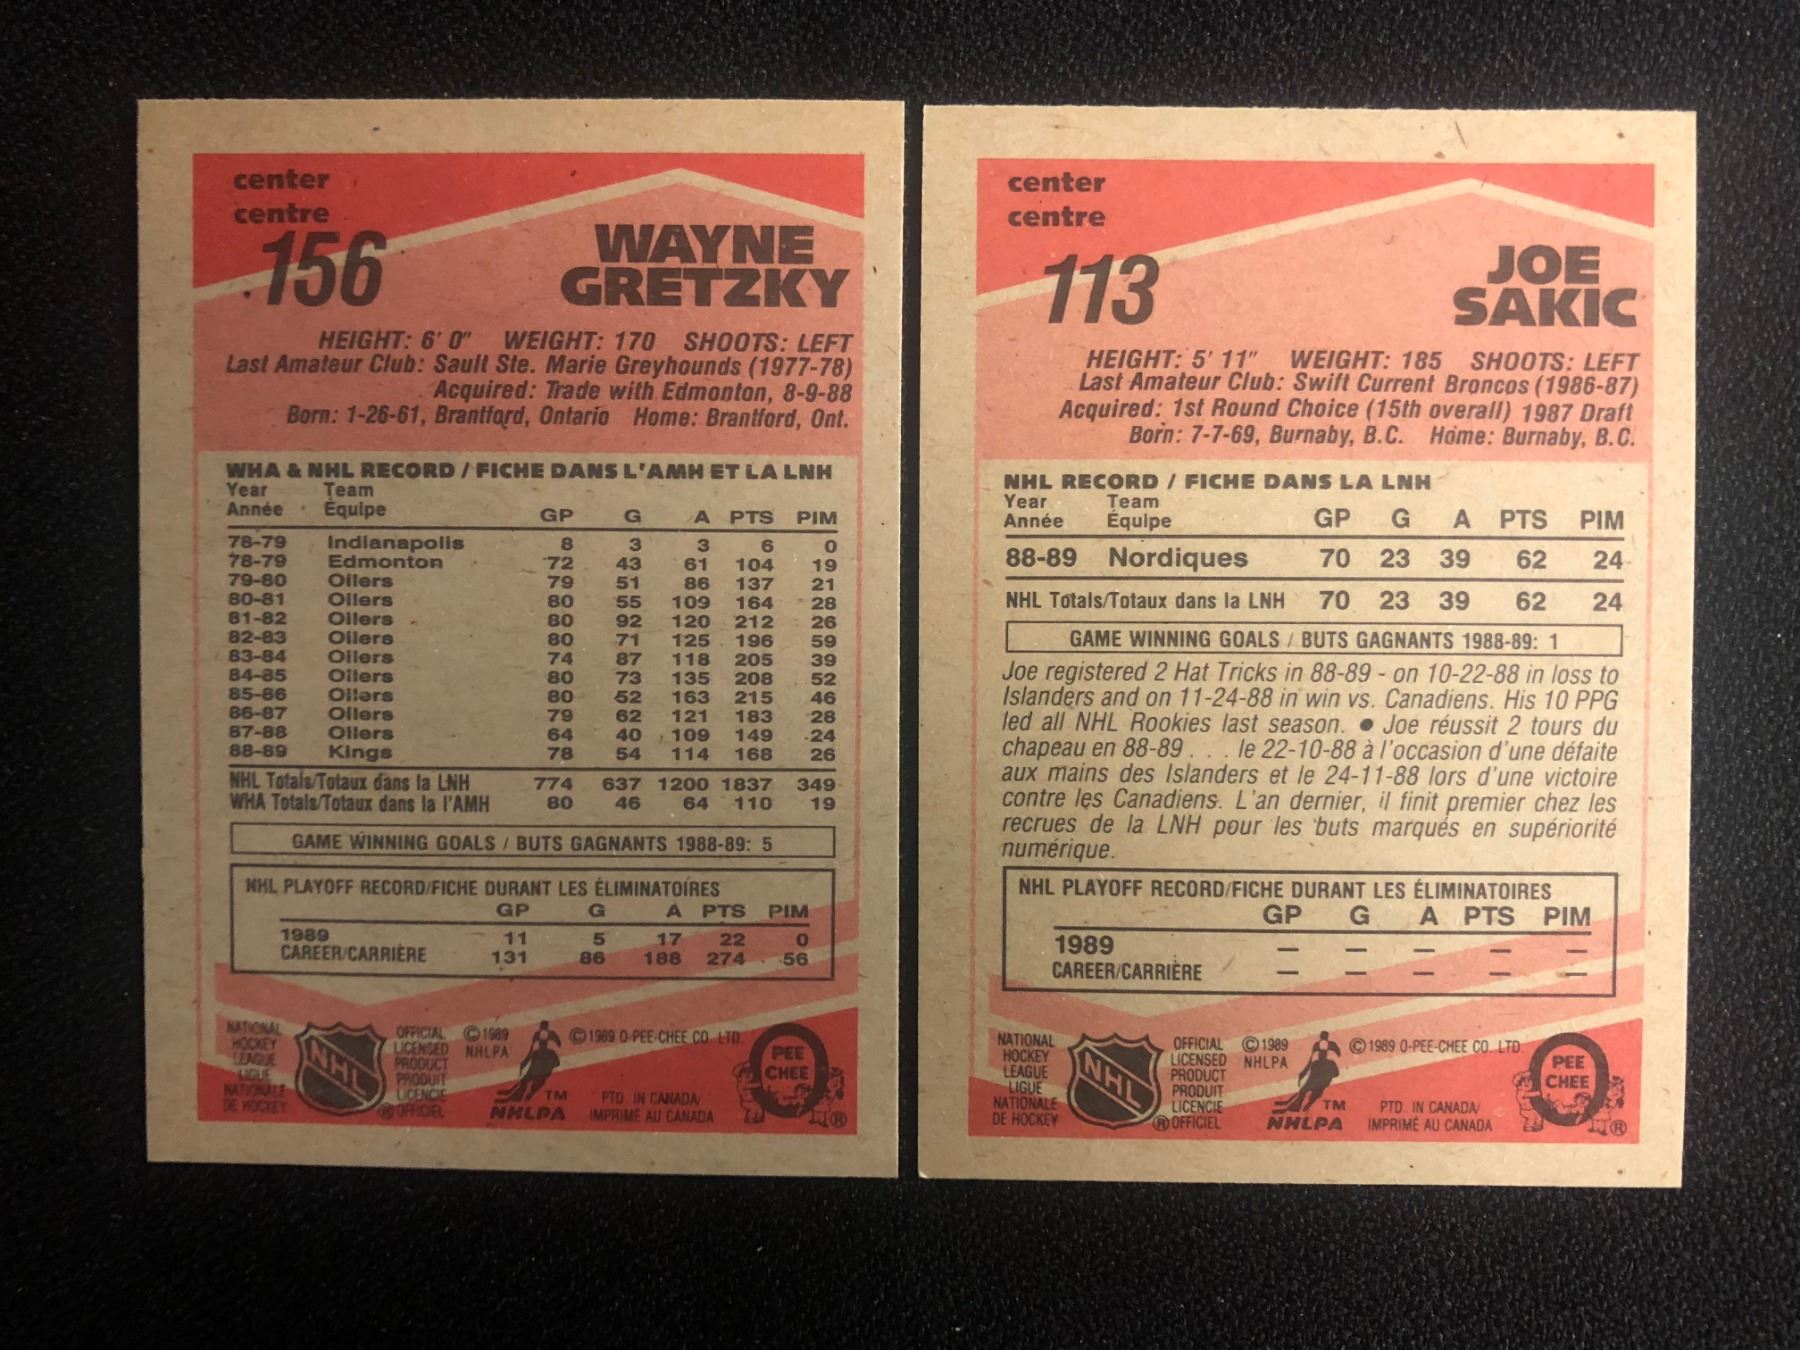 center
centre
156
WAYNE
GRETZKY
HEIGHT: 6' 0" WEIGHT: 170 SHOOTS: LEFT
Last Amateur Club: Sault Ste. Marie Greyhounds (1977-78)
Acquired: Trade with Edmonton, 8-9-88
Born: 1-26-61, Brantford, Ontario Home: Brantford, Ont.
WHA & NHL RECORD / FICHE DANS L'AMH ET LA LNH
Year Team
Année Équipe GP G A PTS PIM
78-79 Indianapolis 8 3 3 6 0
78-79 Edmonton 72 43 61 104 19
79-80 Oilers 79 51 86 137 21
80-81 Oilers 80 55 109 164 28
81-82 Oilers 80 92 120 212 26
82-83 Oilers 80 71 125 196 59
83-84 Oilers 74 87 118 205 39
84-85 Oilers 80 73 135 208 52
85-86 Oilers 80 52 163 215 46
86-87 Oilers 79 62 121 183 28
87-88 Oilers 64 40 109 149 24
88-89 Kings 78 54 114 168 26
NHL Totals/Totaux dans la LNH 774 637 1200 1837 349
WHA Totals/Totaux dans la l'AMH 80 46 64 110 19
GAME WINNING GOALS / BUTS GAGNANTS 1988-89: 5
NHL PLAYOFF RECORD/FICHE DURANT LES ÉLIMINATOIRES
GP G A PTS PIM
1989 11 5 17 22 0
CAREER/CARRIÈRE 131 86 188 274 56
NATIONAL
HOCKEY
LEAGUE
LIGUE
NATIONALE
DE HOCKEY
NHL
OFFICIAL
LICENSED
PRODUCT
PRODUIT
LICENCIE
® OFFICIEL
© 1989
NHLPA
TM
NHLPA
© 1989 O-PEE-CHEE CO. LTD.
PTD. IN CANADA/
IMPRIMÉ AU CANADA
O
PEE
CHEE
®
center
centre
113
JOE
SAKIC
HEIGHT: 5' 11" WEIGHT: 185 SHOOTS: LEFT
Last Amateur Club: Swift Current Broncos (1986-87)
Acquired: 1st Round Choice (15th overall) 1987 Draft
Born: 7-7-69, Burnaby, B.C. Home: Burnaby, B.C.
NHL RECORD / FICHE DANS LA LNH
Year Team
Année Équipe GP G A PTS PIM
88-89 Nordiques 70 23 39 62 24
NHL Totals/Totaux dans la LNH 70 23 39 62 24
GAME WINNING GOALS / BUTS GAGNANTS 1988-89: 1
Joe registered 2 Hat Tricks in 88-89 - on 10-22-88 in loss to
Islanders and on 11-24-88 in win vs. Canadiens. His 10 PPG
led all NHL Rookies last season. ● Joe réussit 2 tours du
chapeau en 88-89 . . . le 22-10-88 à l'occasion d'une défaite
aux mains des Islanders et le 24-11-88 lors d'une victoire
contre les Canadiens. L'an dernier, il finit premier chez les
recrues de la LNH pour les buts marqués en supériorité
numérique.
NHL PLAYOFF RECORD/FICHE DURANT LES ÉLIMINATOIRES
GP G A PTS PIM
1989 — — — — —
CAREER/CARRIÈRE — — — — —
NATIONAL
HOCKEY
LEAGUE
LIGUE
NATIONALE
DE HOCKEY
NHL
OFFICIAL
LICENSED
PRODUCT
PRODUIT
LICENCIE
® OFFICIEL
© 1989
NHLPA
TM
NHLPA
© 1989 O-PEE-CHEE CO. LTD.
PTD. IN CANADA/
IMPRIMÉ AU CANADA
O
PEE
CHEE
®